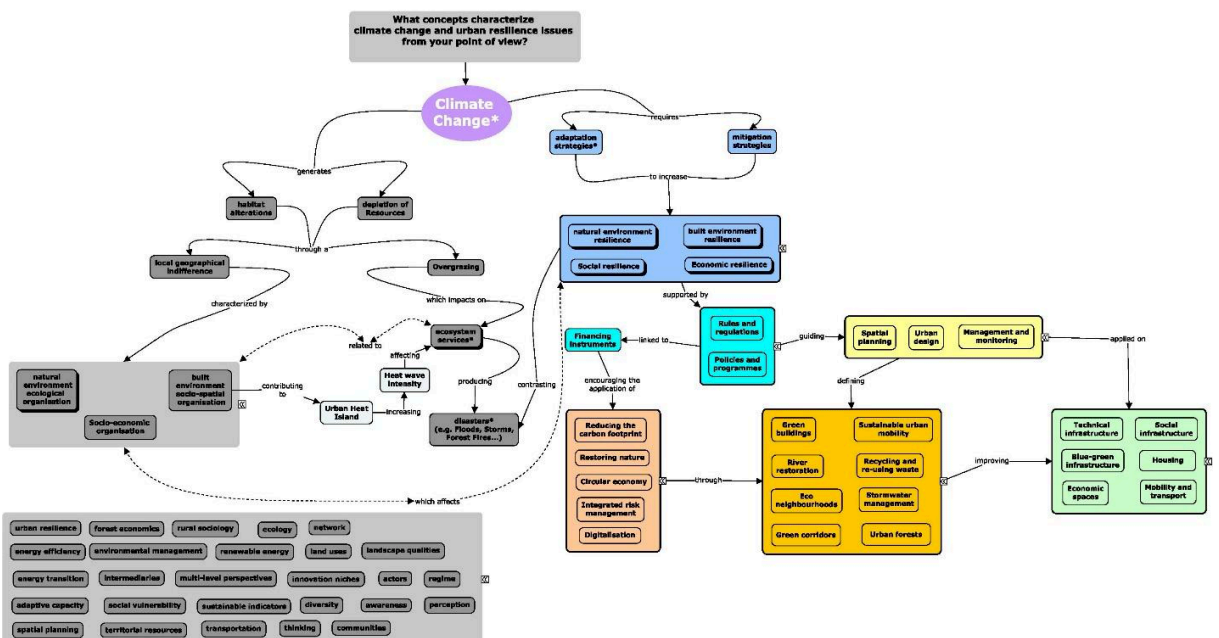 What concepts characterize
climate change and urban resilience issues
from your point of view?
Climate
Change*
requires
adaptation
strategies*
mitigation
strategies
generates
to increase
habitat
alterations
depletion of
Resources
natural environment
resilience
built environment
resilience
Social resilience
Economic resilience
through a
local geographical
indifference
Overgrazing
characterized by
which impacts on
supported by
ecosystem
services*
related to
affecting
Financing
instruments
linked to
Rules and
regulations
Policies and
programmes
guiding
Spatial
planning
Urban
design
Management and
monitoring
applied on
natural
environment
ecological
organisation
built
environment
socio-spatial
organisation
Socio-economic
organisation
contributing
to
Urban Heat
Island
increasing
Heat wave
intensity
producing
contrasting
encouraging the
application of
defining
disasters*
(e.g. Floods, Storms,
Forest Fires...)
Reducing the
carbon footprint
Restoring nature
Circular economy
Integrated risk
management
Digitalisation
through
Green
buildings
Sustainable urban
mobility
River
restoration
Recycling and
re-using waste
Eco
neighbourhoods
Stormwater
management
Green corridors
Urban forests
improving
Technical
infrastructure
Social
infrastructure
Blue-green
infrastructure
Housing
Economic
spaces
Mobility and
transport
which affects
urban resilience
forest economics
rural sociology
ecology
network
energy efficiency
environmental management
renewable energy
land uses
landscape qualities
energy transition
intermediaries
multi-level perspectives
innovation niches
actors
regime
adaptive capacity
social vulnerability
sustainable indicators
diversity
awareness
perception
spatial planning
territorial resources
transportation
thinking
communities